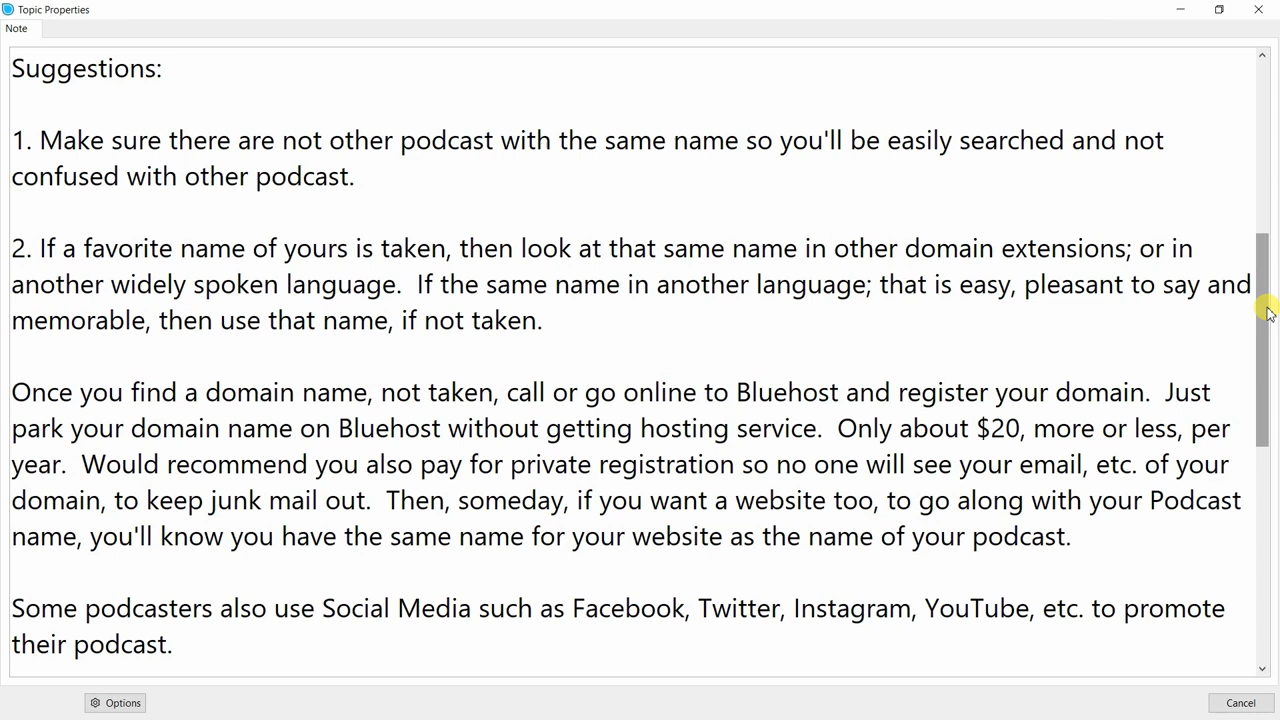 Topic Properties
Note
Suggestions:
1. Make sure there are not other podcast with the same name so you'll be easily searched and not
confused with other podcast.
2. If a favorite name of yours is taken, then look at that same name in other domain extensions; or in
another widely spoken language.  If the same name in another language; that is easy, pleasant to say and
memorable, then use that name, if not taken.
Once you find a domain name, not taken, call or go online to Bluehost and register your domain.  Just
park your domain name on Bluehost without getting hosting service.  Only about $20, more or less, per
year.  Would recommend you also pay for private registration so no one will see your email, etc. of your
domain, to keep junk mail out.  Then, someday, if you want a website too, to go along with your Podcast
name, you'll know you have the same name for your website as the name of your podcast.
Some podcasters also use Social Media such as Facebook, Twitter, Instagram, YouTube, etc. to promote
their podcast.
Options
Cancel